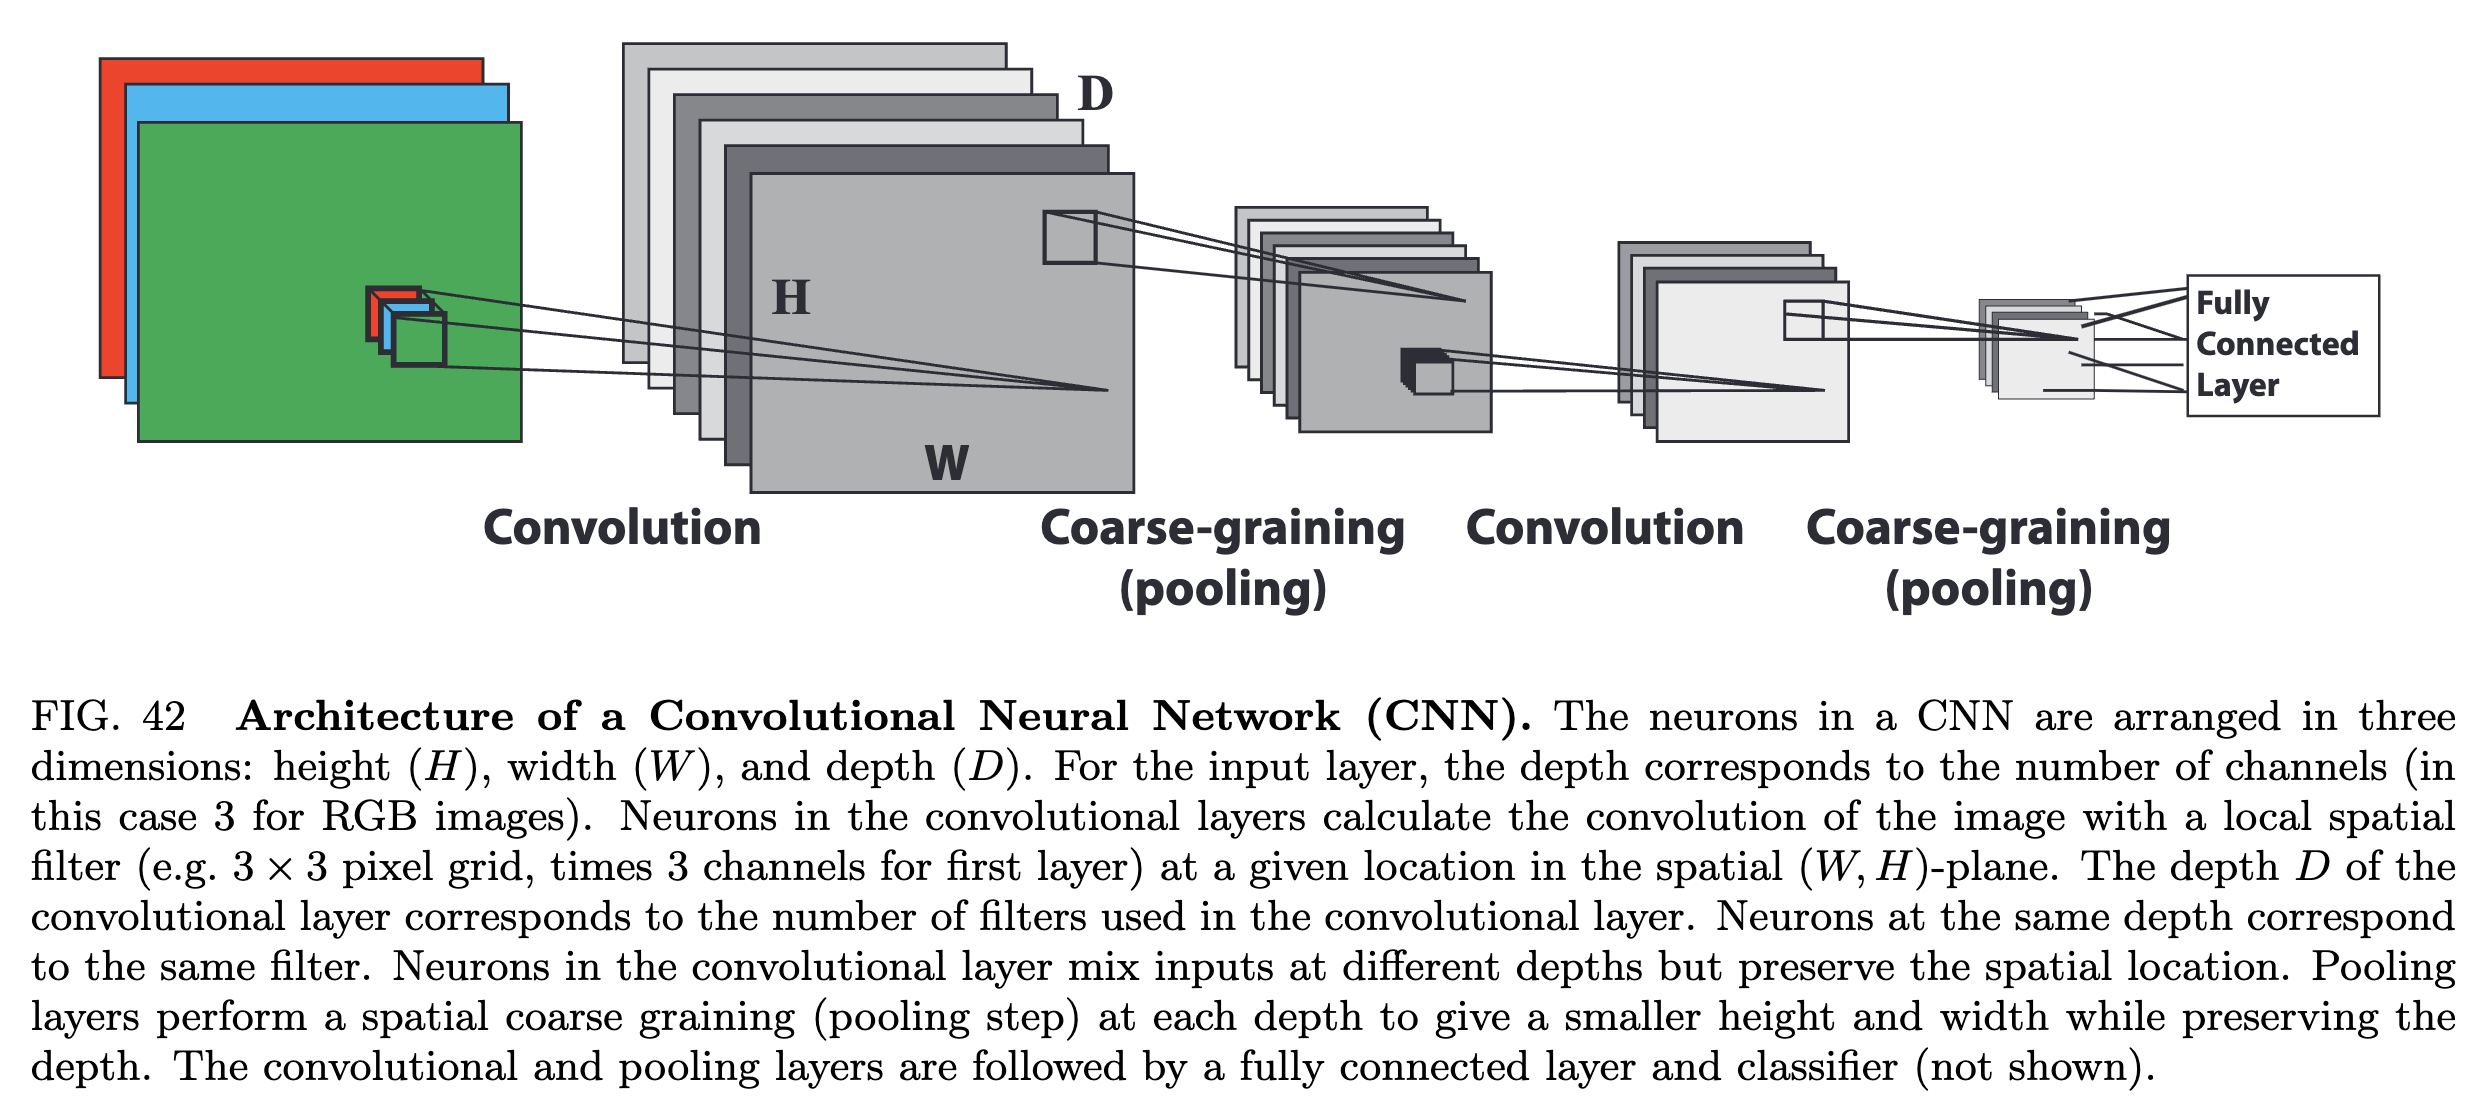 D
H
W
Fully
Connected
Layer
Convolution
Coarse-graining
(pooling)
Convolution
Coarse-graining
(pooling)
FIG. 42 Architecture of a Convolutional Neural Network (CNN). The neurons in a CNN are arranged in three
dimensions: height (H), width (W), and depth (D). For the input layer, the depth corresponds to the number of channels (in
this case 3 for RGB images). Neurons in the convolutional layers calculate the convolution of the image with a local spatial
filter (e.g. 3 × 3 pixel grid, times 3 channels for first layer) at a given location in the spatial (W, H)-plane. The depth D of the
convolutional layer corresponds to the number of filters used in the convolutional layer. Neurons at the same depth correspond
to the same filter. Neurons in the convolutional layer mix inputs at different depths but preserve the spatial location. Pooling
layers perform a spatial coarse graining (pooling step) at each depth to give a smaller height and width while preserving the
depth. The convolutional and pooling layers are followed by a fully connected layer and classifier (not shown).